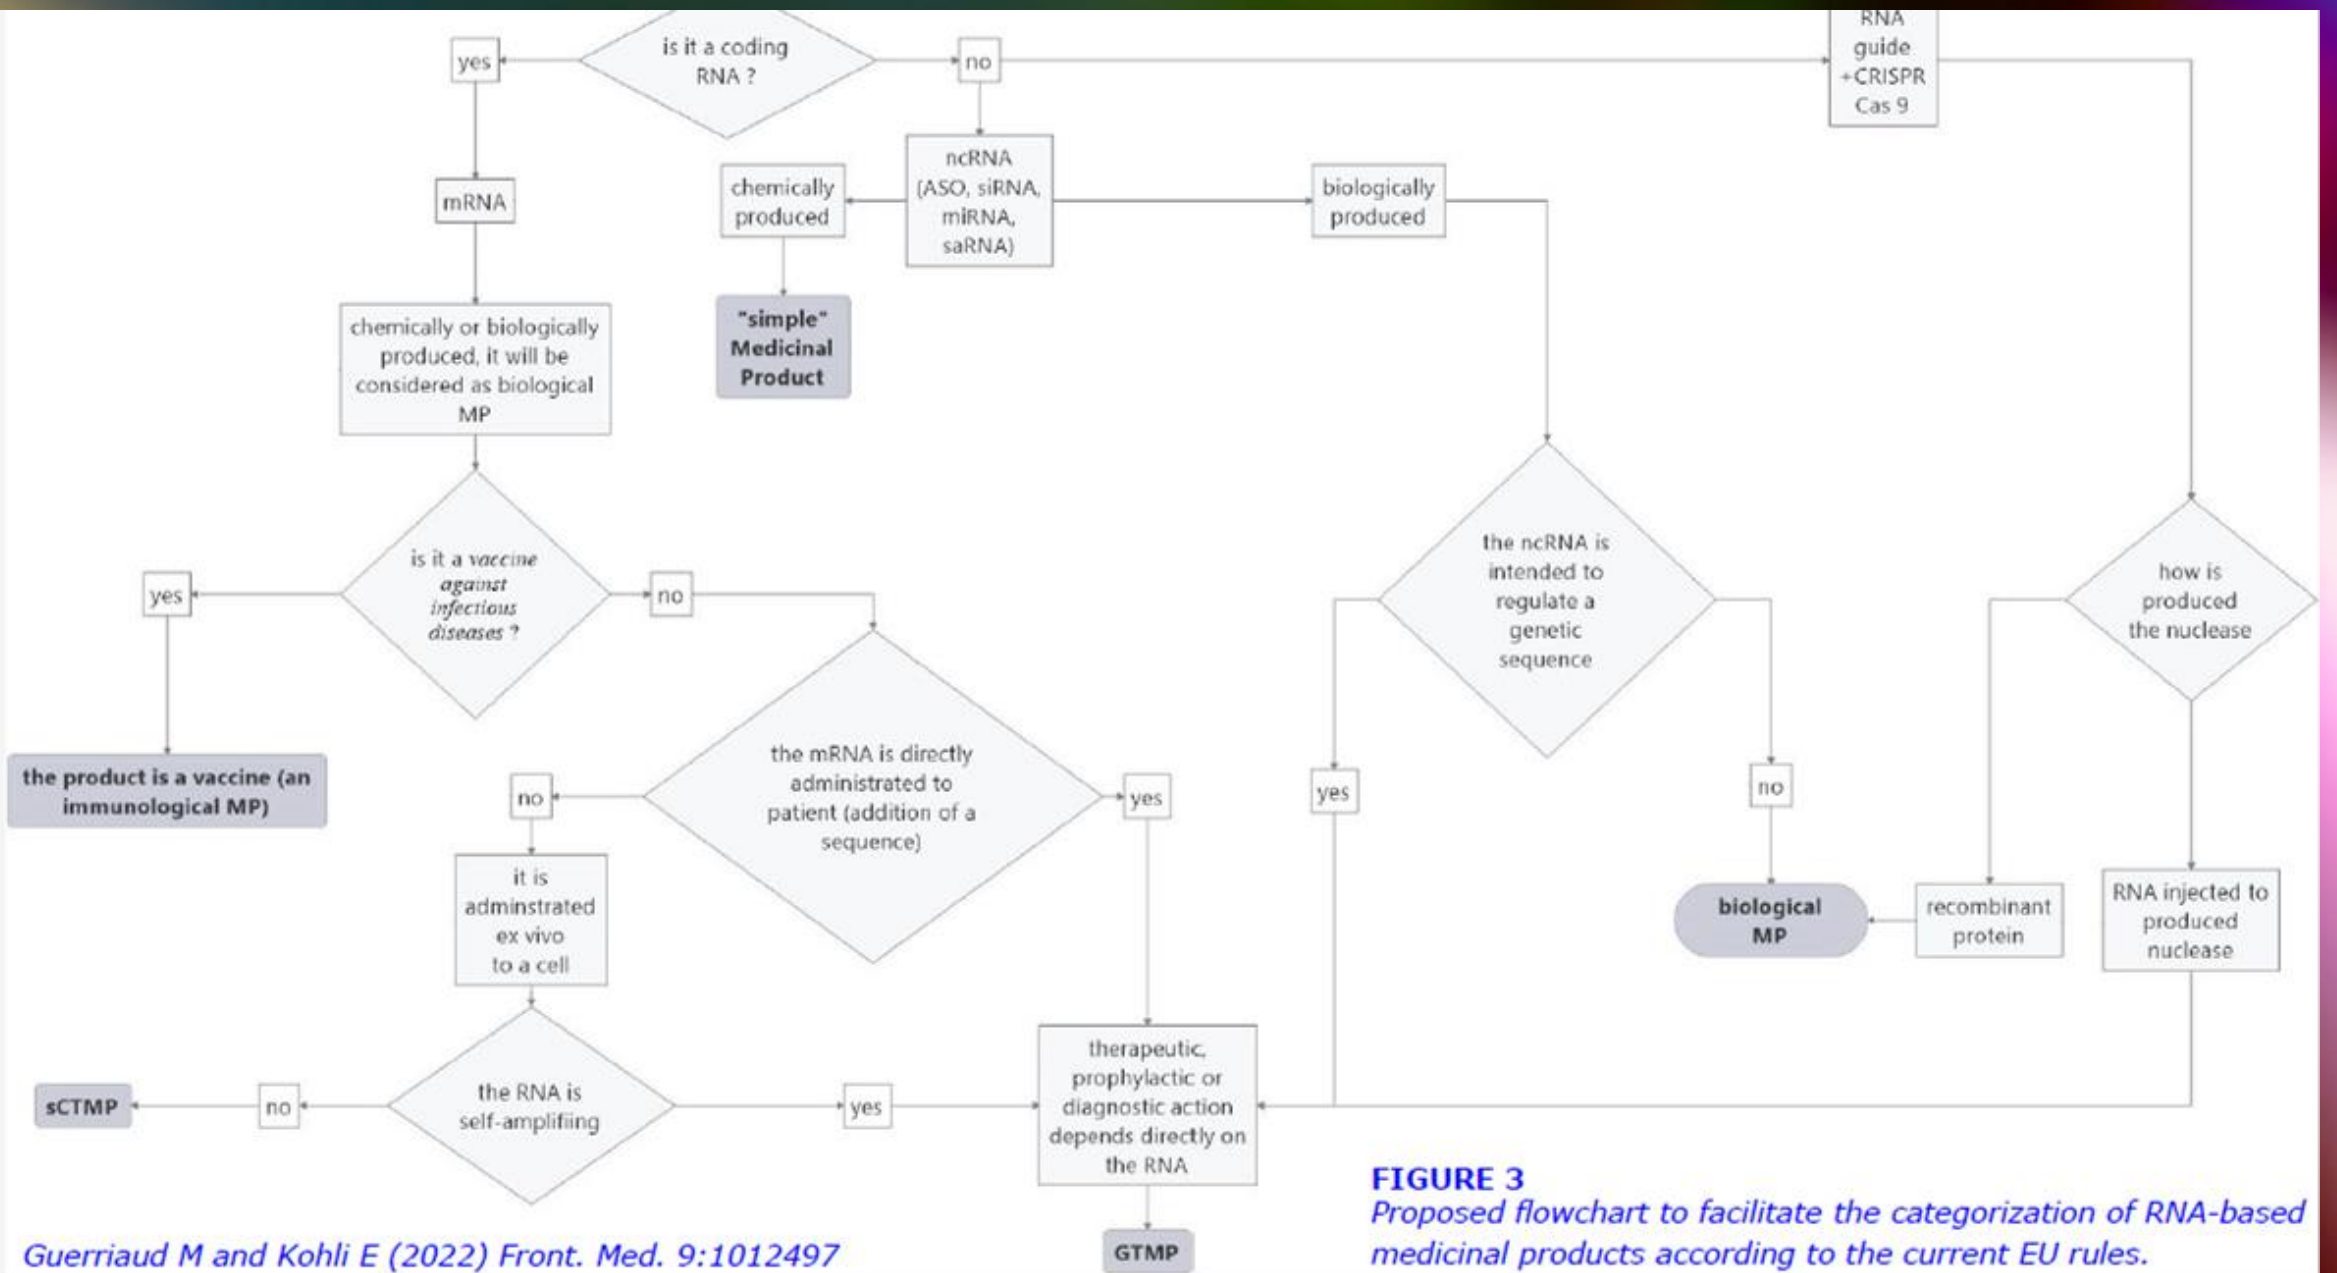 is it a coding
RNA ?
yes
no
RNA
guide
+CRISPR
Cas 9
mRNA
chemically
produced
ncRNA
(ASO, siRNA,
miRNA,
saRNA)
biologically
produced
"simple"
Medicinal
Product
chemically or biologically
produced, it will be
considered as biological
MP
is it a vaccine
against
infectious
diseases ?
yes
no
the product is a vaccine (an
immunological MP)
the mRNA is directly
administrated to
patient (addition of a
sequence)
no
yes
it is
adminstrated
ex vivo
to a cell
the RNA is
self-amplifiing
no
sCTMP
yes
the ncRNA is
intended to
regulate a
genetic
sequence
yes
no
biological
MP
how is
produced
the nuclease
recombinant
protein
RNA injected to
produced
nuclease
therapeutic,
prophylactic or
diagnostic action
depends directly on
the RNA
GTMP
FIGURE 3
Proposed flowchart to facilitate the categorization of RNA-based
medicinal products according to the current EU rules.
Guerriaud M and Kohli E (2022) Front. Med. 9:1012497